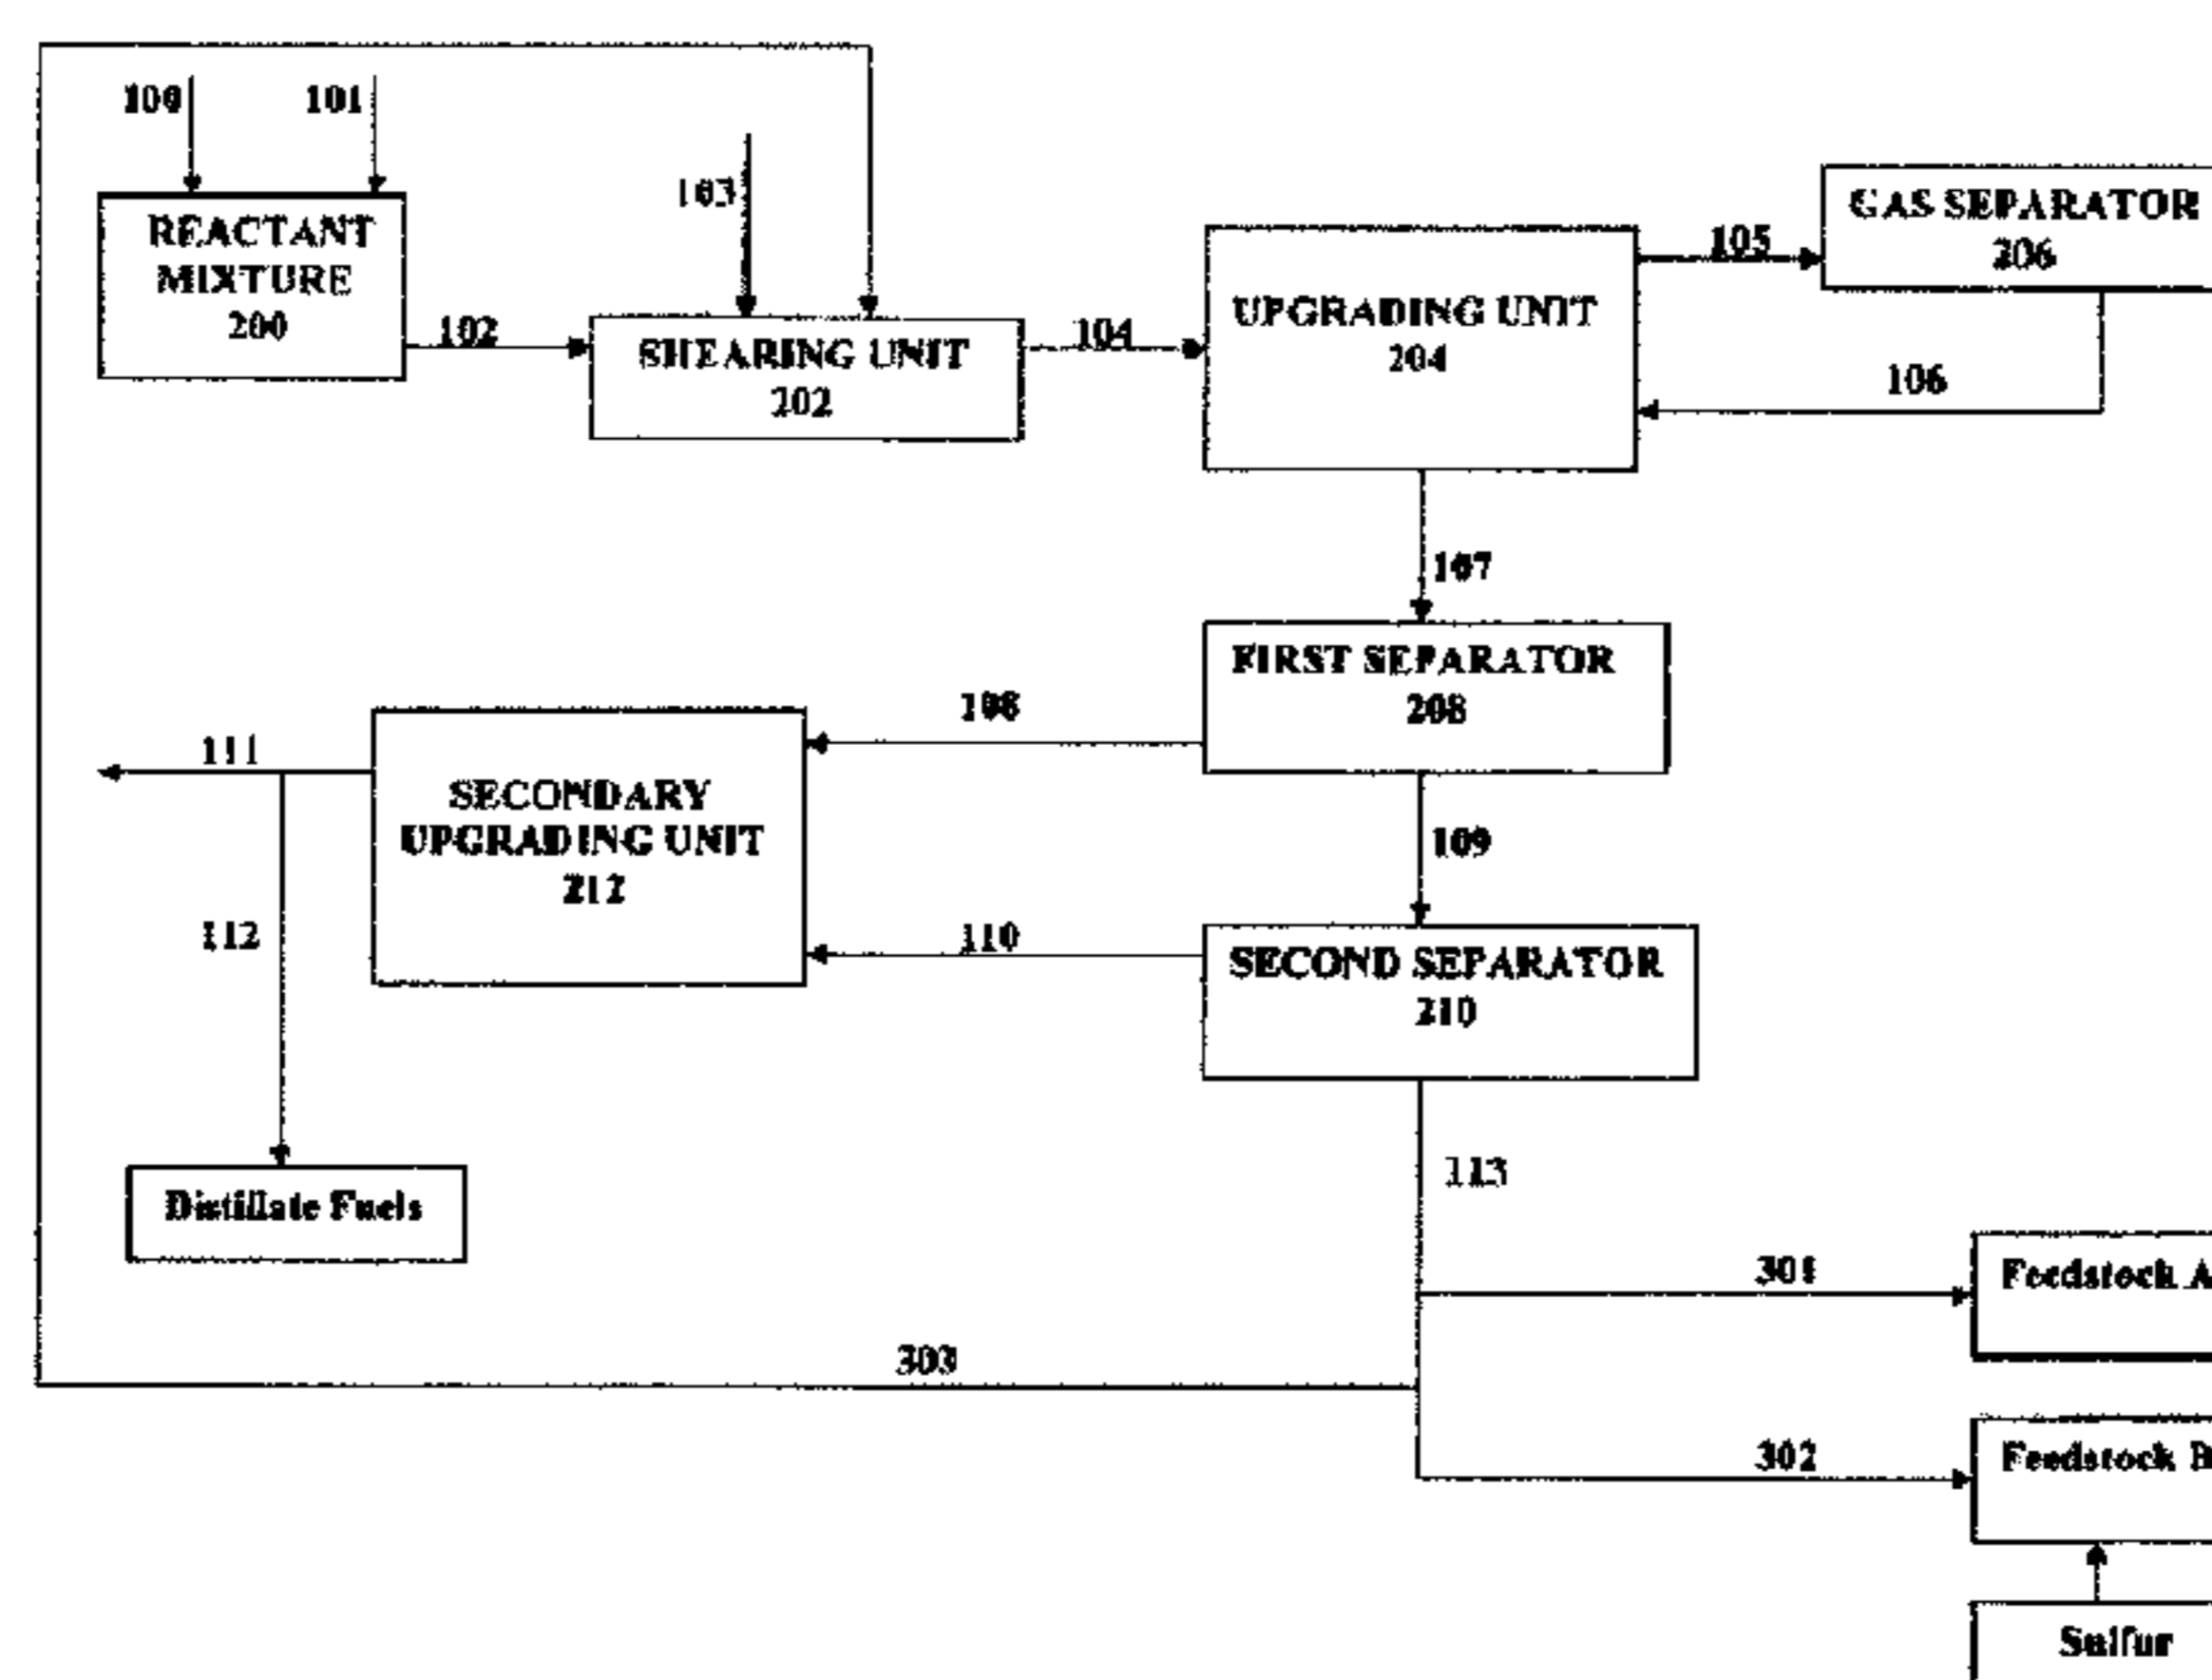 100
101
103
REACTANT
MIXTURE
200
102
SHEARING UNIT
202
104
UPGRADING UNIT
204
105
GAS SEPARATOR
206
106
107
FIRST SEPARATOR
208
108
109
SECONDARY
UPGRADING UNIT
212
111
112
110
SECOND SEPARATOR
210
113
Distillate Fuels
301
Feedstock A
303
302
Feedstock B
Sulfur